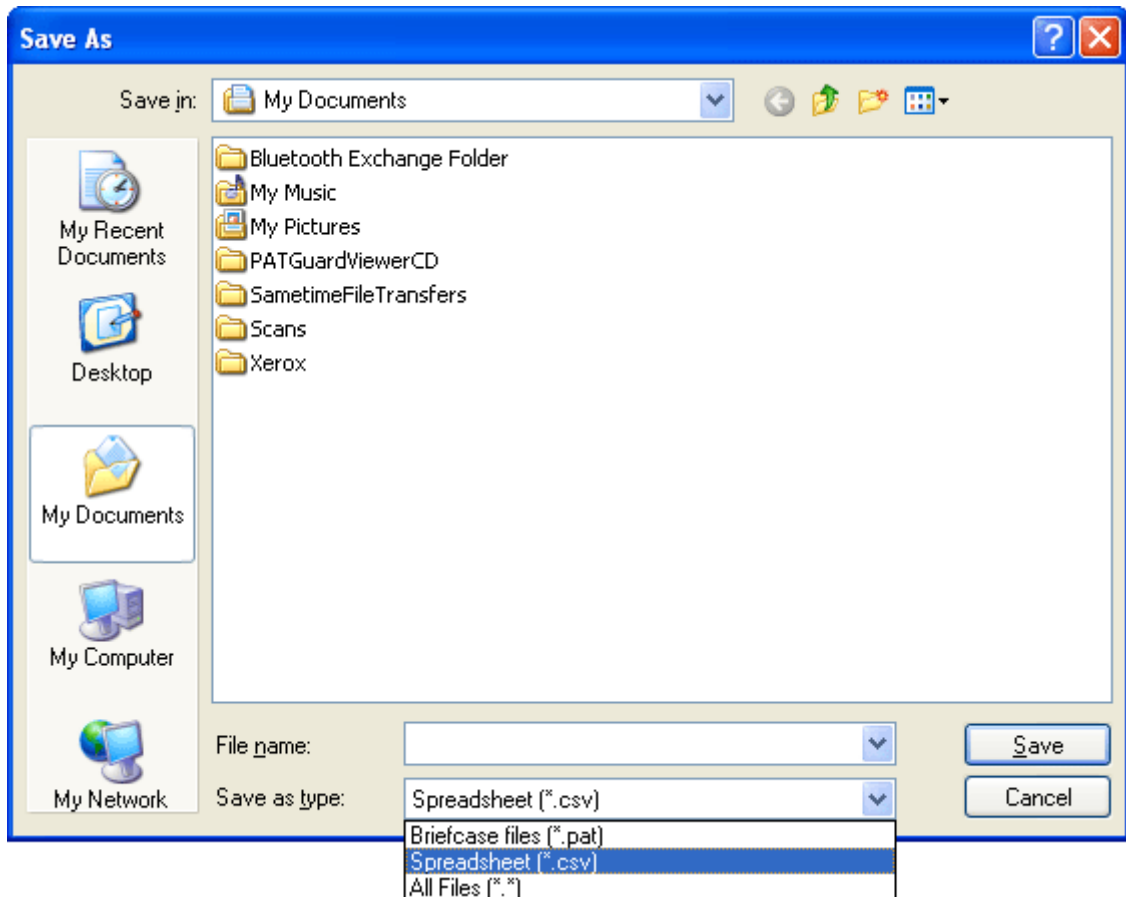 Save As
Save in: My Documents
Bluetooth Exchange Folder
My Music
My Pictures
PATGuardViewerCD
SametimeFileTransfers
Scans
Xerox
My Recent
Documents
Desktop
My Documents
My Computer
My Network
File name:
Save
Save as type: Spreadsheet (*.csv)
Cancel
Briefcase files (*.pat)
Spreadsheet (*.csv)
All Files (*.*)